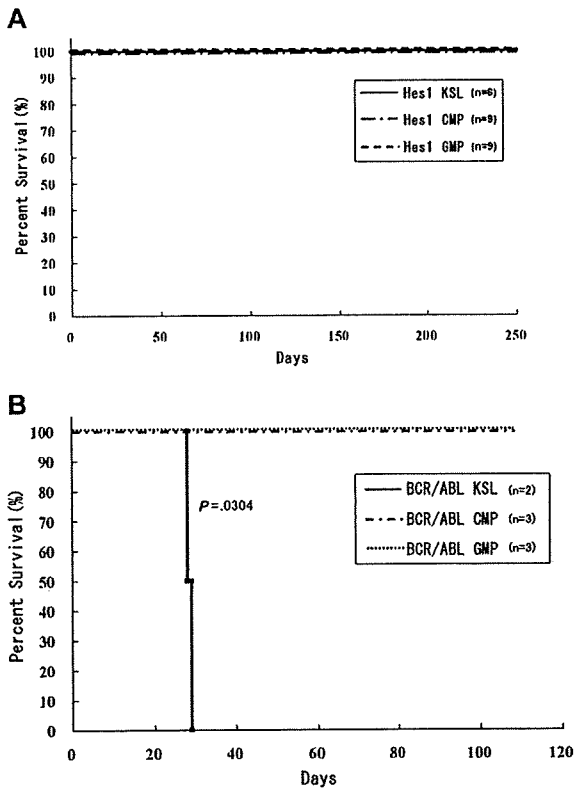 A
Percent Survival(%)
100
90
80
70
60
50
40
30
20
10
0
Hes1 KSL (n=6)
Hes1 CMP (n=9)
Hes1 GMP (n=9)
0 50 100 150 200 250
Days
B
Percent Survival(%)
100
90
80
70
60
50
40
30
20
10
0
P=.0304
BCR/ABL KSL (n=2)
BCR/ABL CMP (n=3)
BCR/ABL GMP (n=3)
0 20 40 60 80 100 120
Days